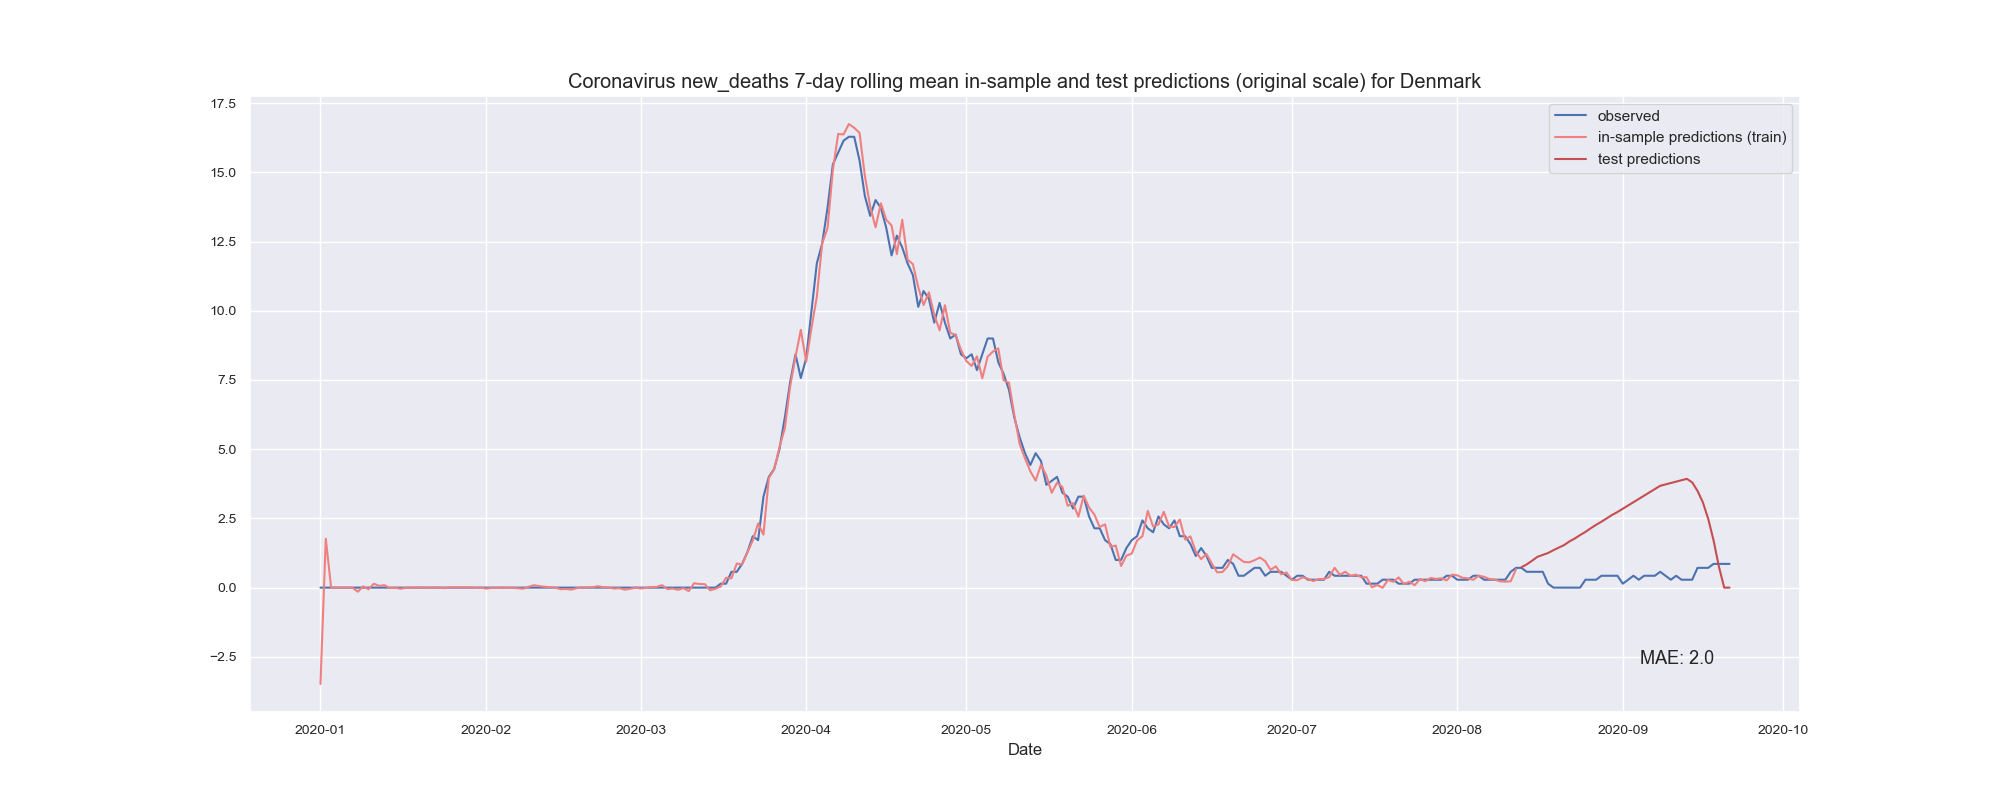 Coronavirus new_deaths 7-day rolling mean in-sample and test predictions (original scale) for Denmark
17.5
15.0
12.5
10.0
7.5
5.0
2.5
0.0
−2.5
observed
in-sample predictions (train)
test predictions
MAE: 2.0
2020-01 2020-02 2020-03 2020-04 2020-05 2020-06 2020-07 2020-08 2020-09 2020-10
Date